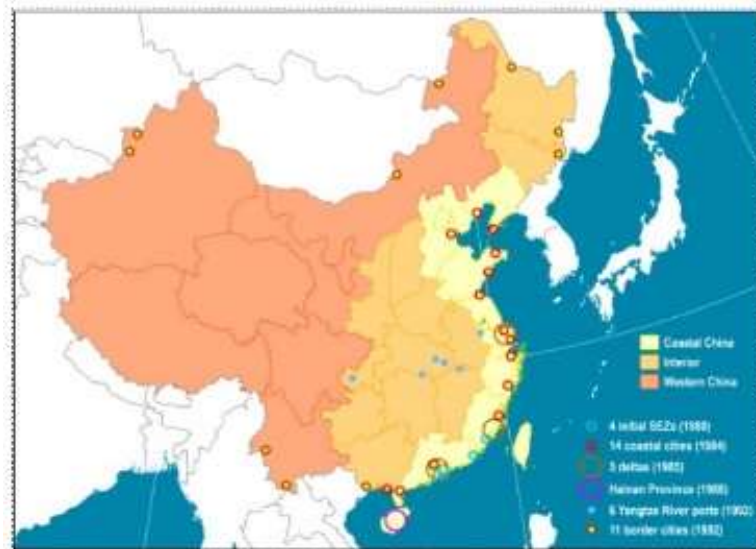 Coastal China
Interior
Western China
4 initial SEZs (1980)
14 coastal cities (1984)
3 deltas (1985)
Hainan Province (1988)
6 Yangtze River ports (1992)
11 border cities (1992)